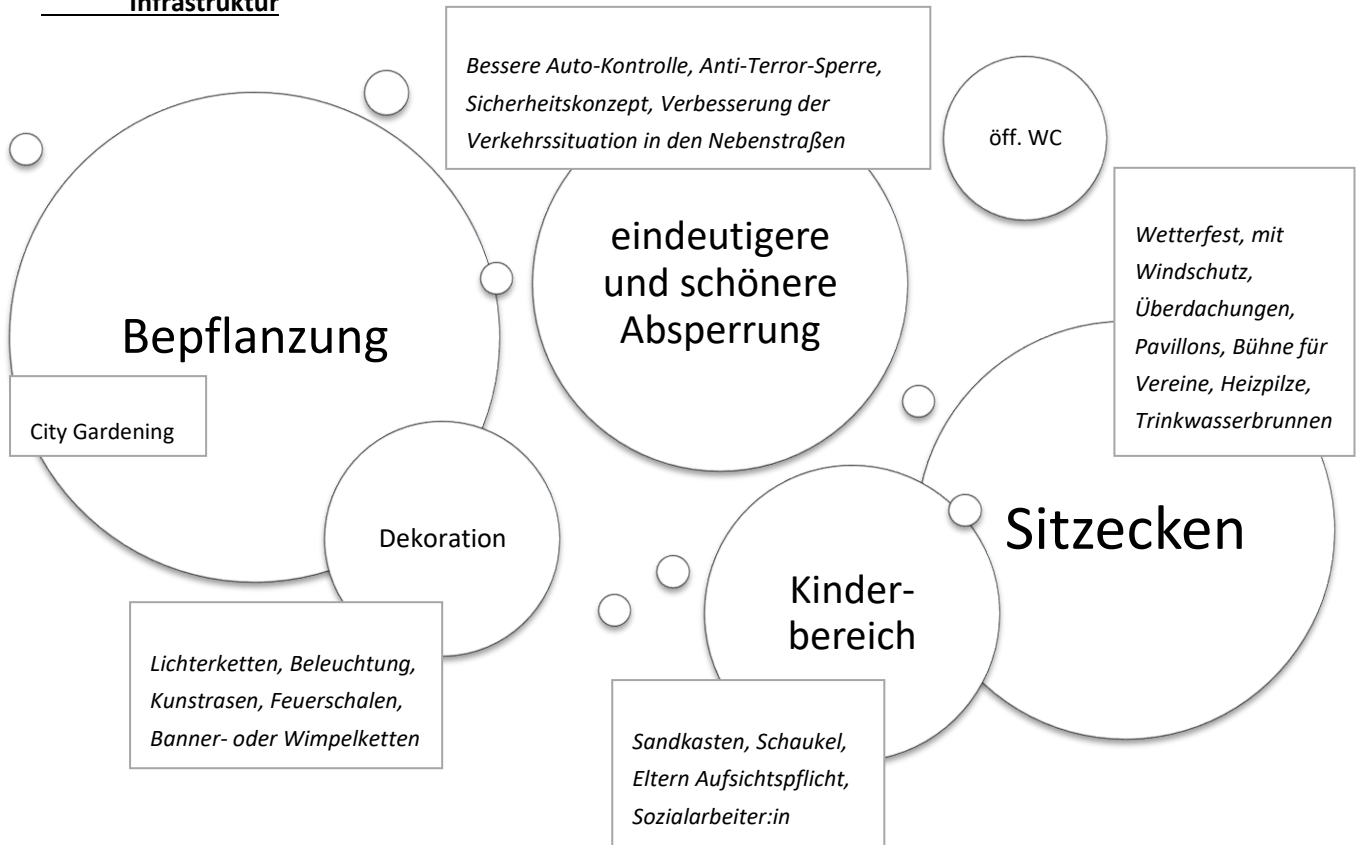 Infrastruktur
Bessere Auto-Kontrolle, Anti-Terror-Sperre,
Sicherheitskonzept, Verbesserung der
Verkehrssituation in den Nebenstraßen
öff. WC
eindeutigere
und schönere
Absperrung
Wetterfest, mit
Windschutz,
Überdachungen,
Pavillons, Bühne für
Vereine, Heizpilze,
Trinkwasserbrunnen
Bepflanzung
City Gardening
Dekoration
Sitzecken
Kinder-
bereich
Lichterketten, Beleuchtung,
Kunstrasen, Feuerschalen,
Banner- oder Wimpelketten
Sandkasten, Schaukel,
Eltern Aufsichtspflicht,
Sozialarbeiter:in